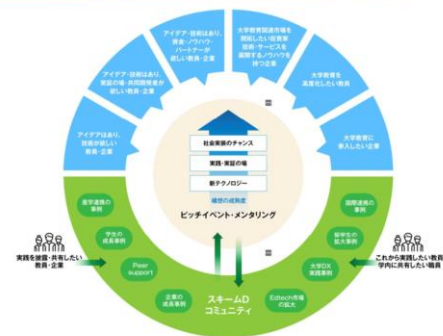 アイデア・技術はあり、
資金・ノウハウ・
パートナーが
欲しい教員・企業
大学教育関連市場を
開拓したい投資家
技術・サービスを
展開するノウハウを
持つ企業
アイデア・技術はあり、
実証の場・共同開発者が
欲しい教員・企業
大学教育を
高度化したい教員
アイデアはあり、
技術が欲しい
教員・企業
大学教育に
参入したい企業
社会実装のチャンス
実践・実証の場
新テクノロジー
構想の成熟度
ピッチイベント・メンタリング
産学連携の
事例
学生の
成長事例
Peer
support
企業の
成長事例
国際連携の
事例
留学生の
拡大事例
大学DX
実践事例
Edtech市場
の拡大
スキームD
コミュニティ
実践を披露・共有したい
教員・企業
これから実践したい教員
学内に共有したい職員